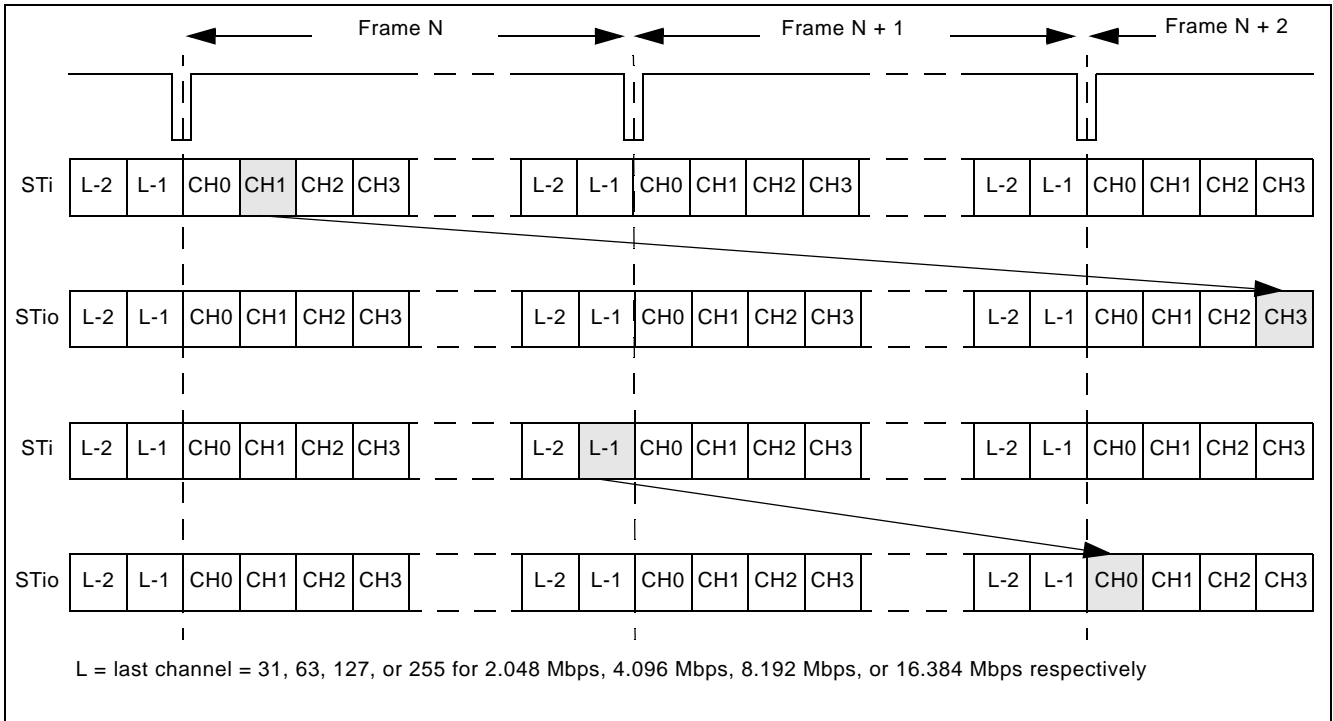 Frame N Frame N + 1 Frame N + 2
STi L-2 L-1 CH0 CH1 CH2 CH3 L-2 L-1 CH0 CH1 CH2 CH3 L-2 L-1 CH0 CH1 CH2 CH3
STio L-2 L-1 CH0 CH1 CH2 CH3 L-2 L-1 CH0 CH1 CH2 CH3 L-2 L-1 CH0 CH1 CH2 CH3
STi L-2 L-1 CH0 CH1 CH2 CH3 L-2 L-1 CH0 CH1 CH2 CH3 L-2 L-1 CH0 CH1 CH2 CH3
STio L-2 L-1 CH0 CH1 CH2 CH3 L-2 L-1 CH0 CH1 CH2 CH3 L-2 L-1 CH0 CH1 CH2 CH3
L = last channel = 31, 63, 127, or 255 for 2.048 Mbps, 4.096 Mbps, 8.192 Mbps, or 16.384 Mbps respectively